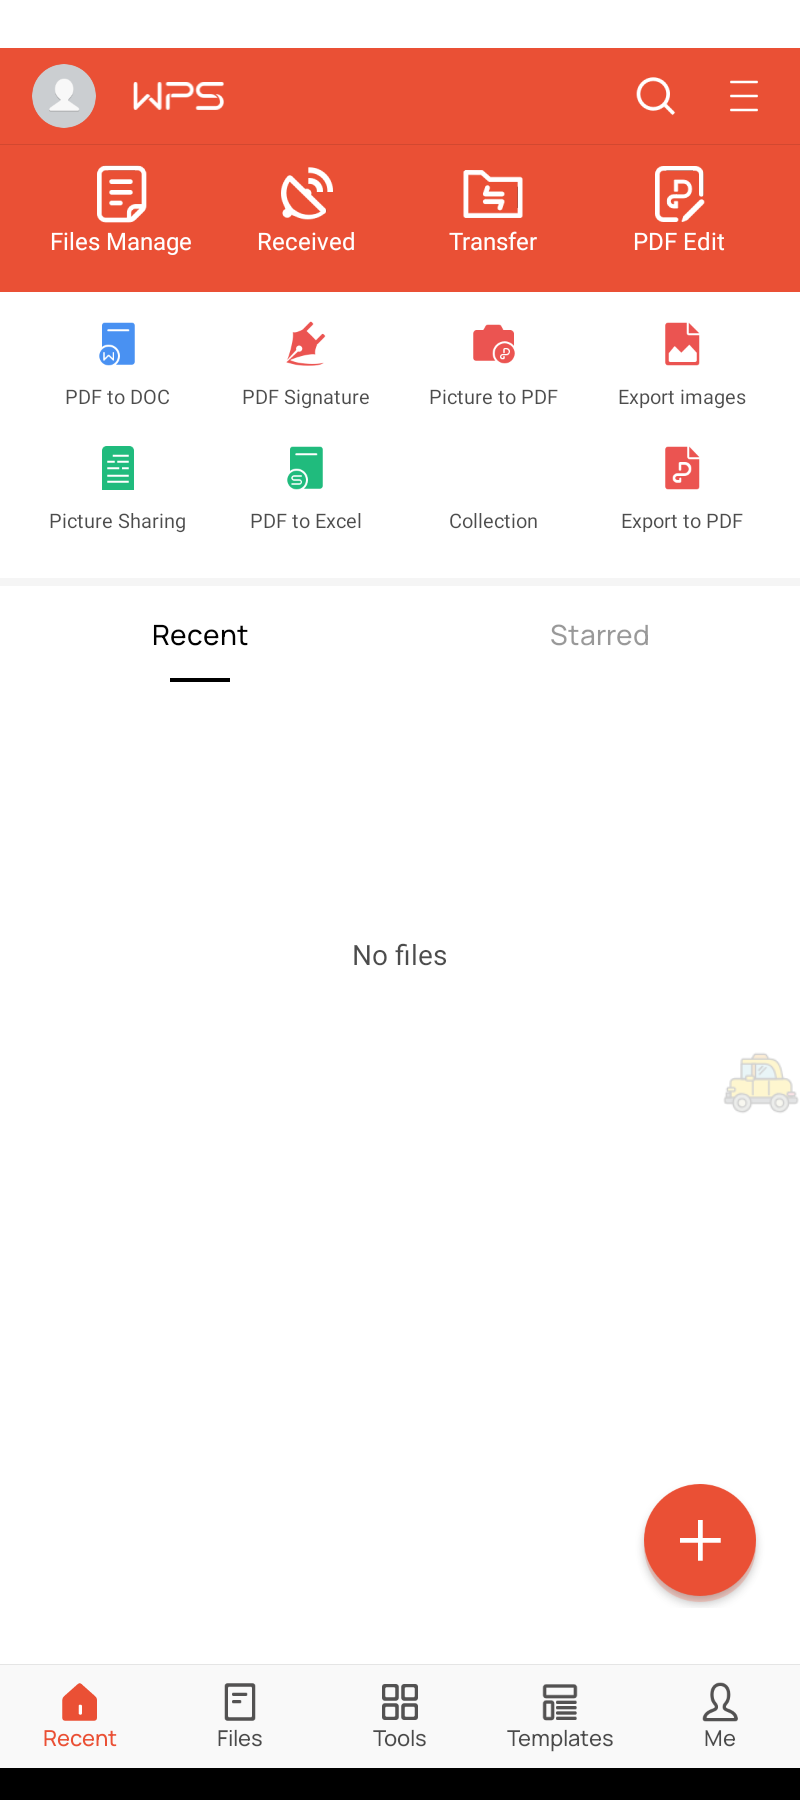 WPS
Files Manage Received Transfer PDF Edit
PDF to DOC PDF Signature Picture to PDF Export images
Picture Sharing PDF to Excel Collection Export to PDF
Recent Starred
No files
Recent Files Tools Templates Me